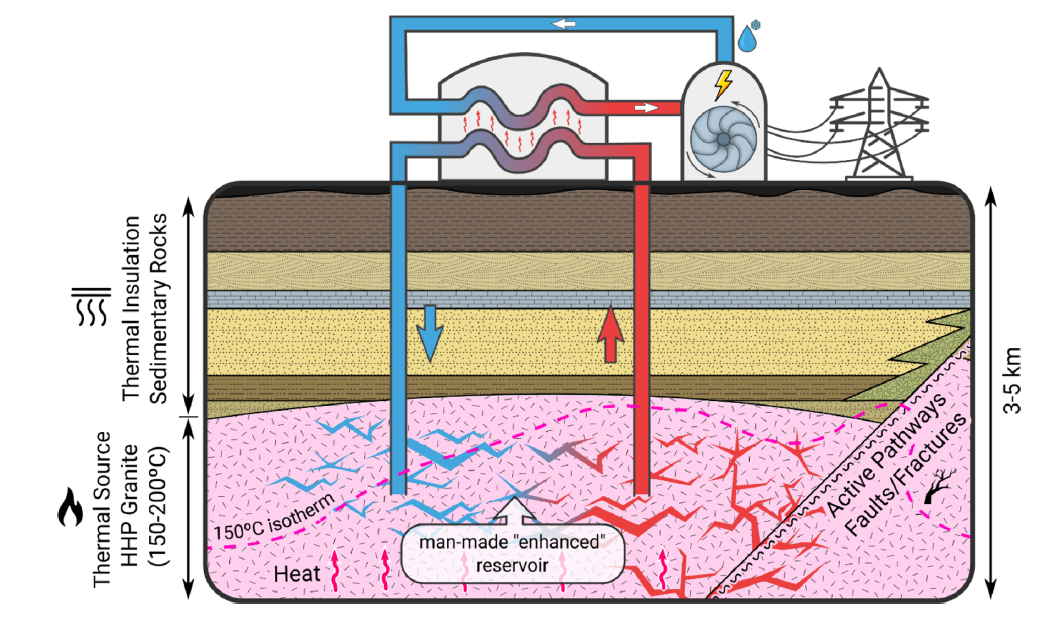 Thermal Insulation
Sedimentary Rocks
Thermal Source
HHP Granite
(150-200ºC)
150ºC isotherm
Heat
man-made "enhanced"
reservoir
Active Pathways
Faults/Fractures
3-5 km